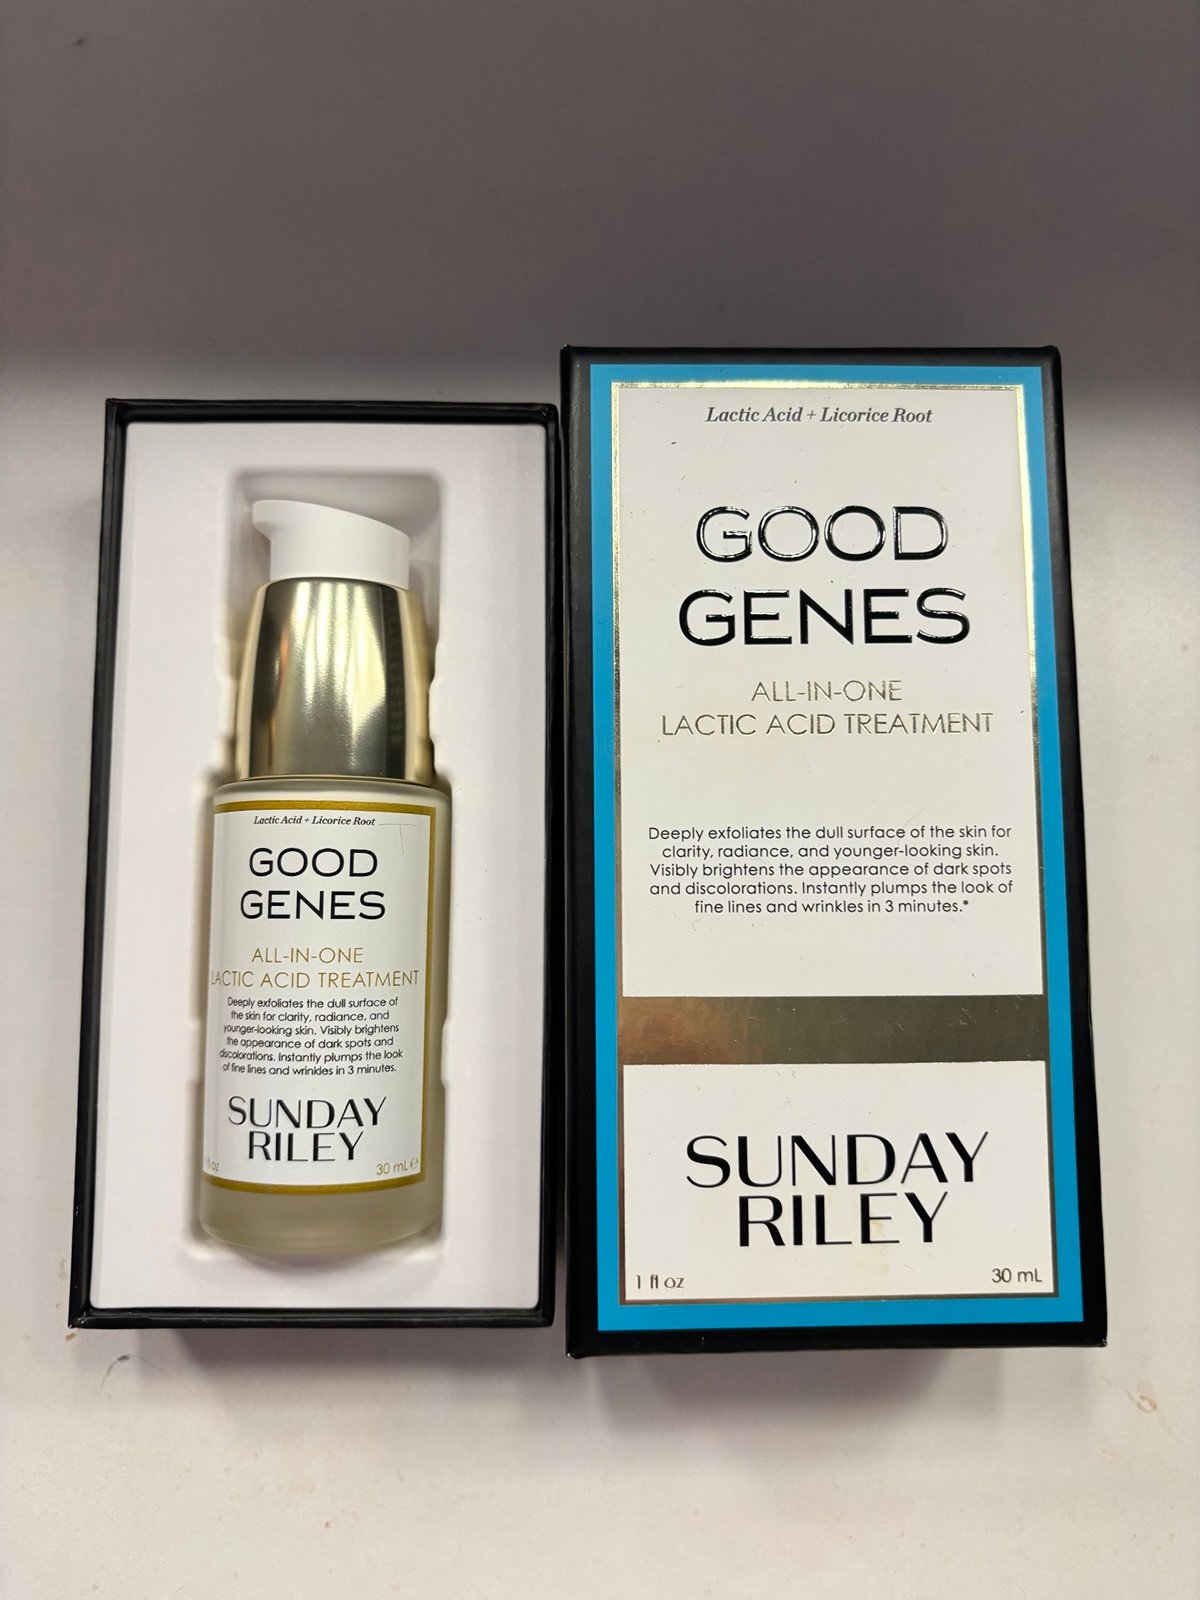 Lactic Acid + Licorice Root
GOOD
GENES
ALL-IN-ONE
LACTIC ACID TREATMENT
Deeply exfoliates the dull surface of
the skin for clarity, radiance, and
younger-looking skin. Visibly brightens
the appearance of dark spots and
discolorations. Instantly plumps the look
of fine lines and wrinkles in 3 minutes.
SUNDAY
RILEY
fl oz 30 mL ℮
Lactic Acid + Licorice Root
GOOD
GENES
ALL-IN-ONE
LACTIC ACID TREATMENT
Deeply exfoliates the dull surface of the skin for
clarity, radiance, and younger-looking skin.
Visibly brightens the appearance of dark spots
and discolorations. Instantly plumps the look of
fine lines and wrinkles in 3 minutes.*
SUNDAY
RILEY
1 fl oz 30 mL